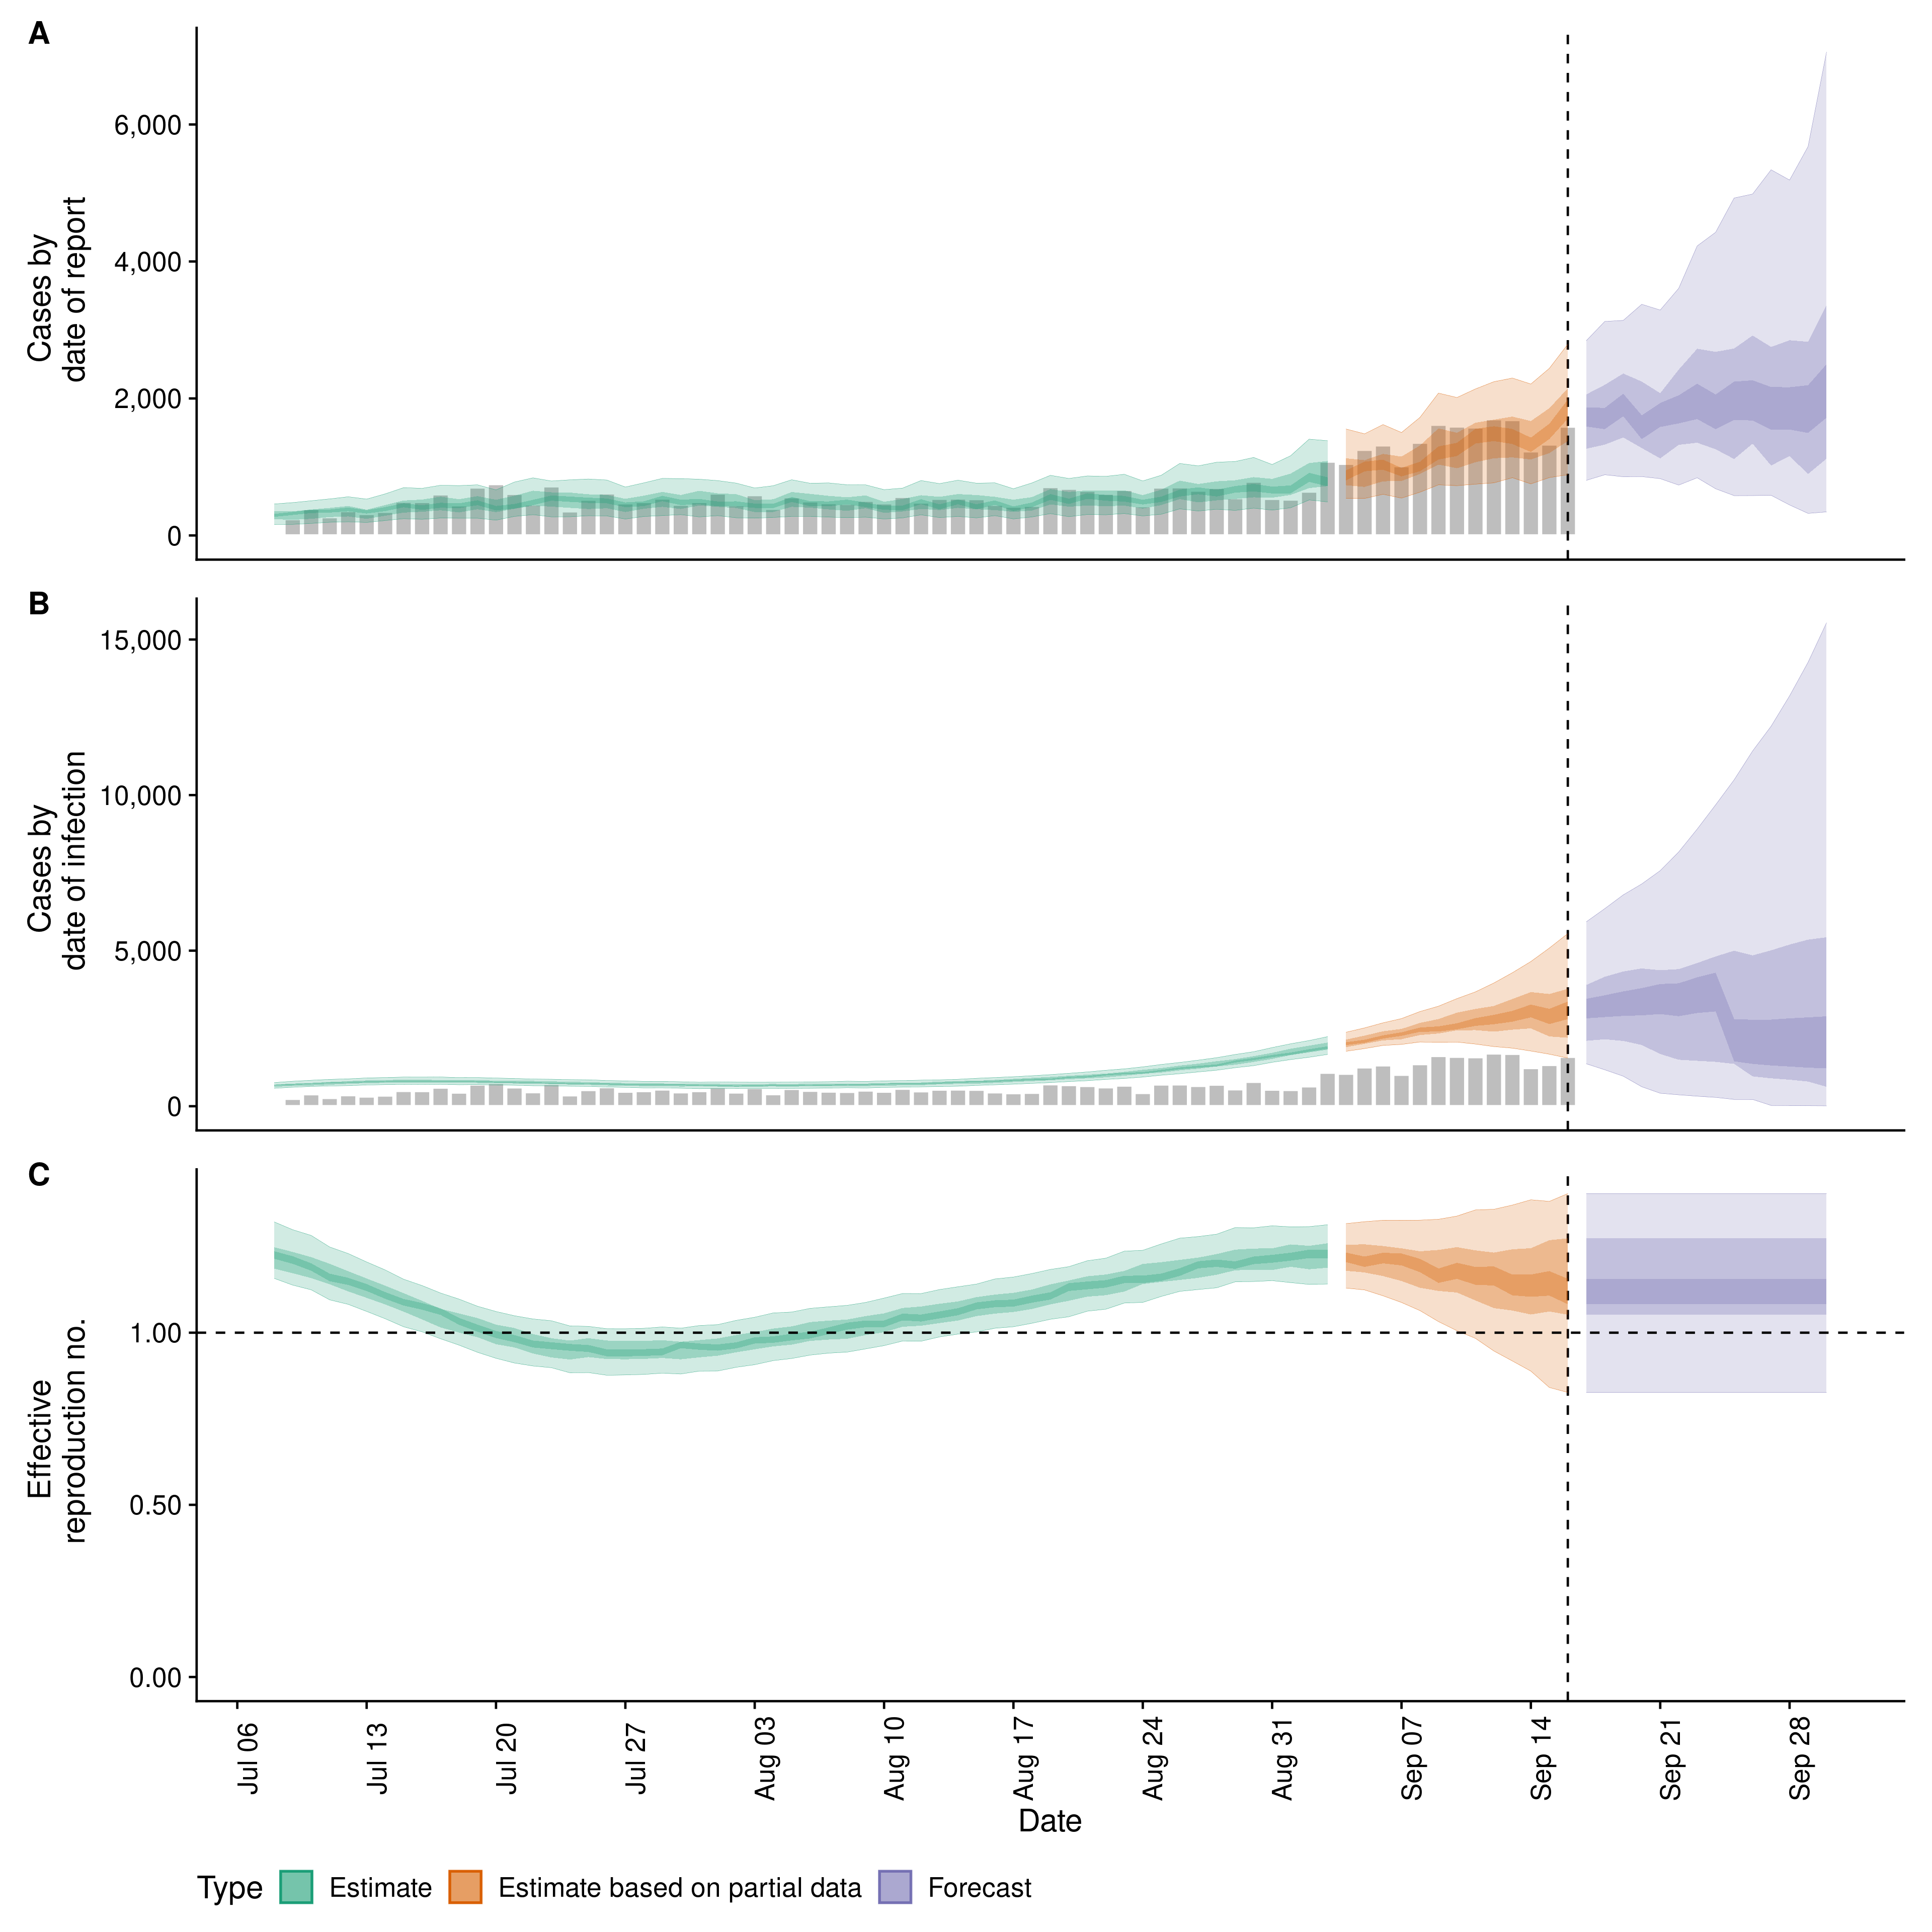 A
Cases by
date of report
6,000
4,000
2,000
0
B
Cases by
date of infection
15,000
10,000
5,000
0
C
Effective
reproduction no.
1.00
0.50
0.00
Jul 06
Jul 13
Jul 20
Jul 27
Aug 03
Aug 10
Aug 17
Aug 24
Aug 31
Sep 07
Sep 14
Sep 21
Sep 28
Date
Type Estimate Estimate based on partial data Forecast